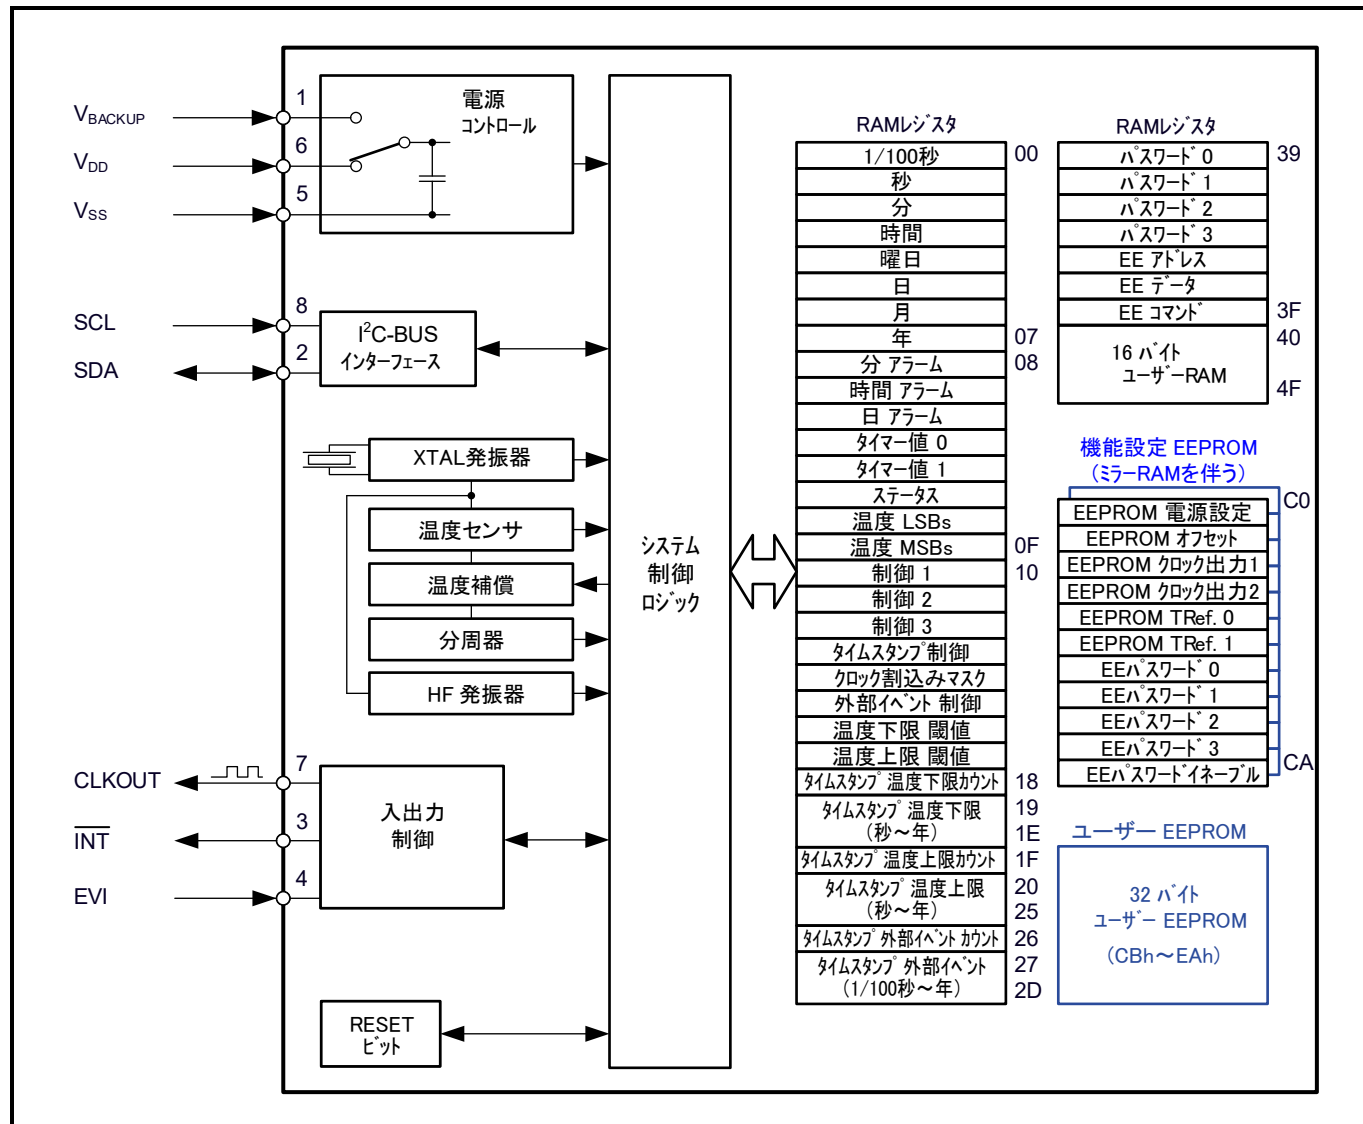 V_BACKUP
1
V_DD
6
V_SS
5
電源
コントロール
SCL
8
SDA
2
I²C-BUS
インターフェース
XTAL発振器
温度センサ
温度補償
分周器
HF 発振器
CLKOUT
7
INT
3
EVI
4
入出力
制御
RESET
ビット
システム
制御
ロジック
RAMレジスタ
1/100秒 00
秒
分
時間
曜日
日
月
年 07
分 アラーム 08
時間 アラーム
日 アラーム
タイマー値 0
タイマー値 1
ステータス
温度 LSBs
温度 MSBs 0F
制御 1 10
制御 2
制御 3
タイムスタンプ制御
クロック割込みマスク
外部イベント 制御
温度下限 閾値
温度上限 閾値
タイムスタンプ 温度下限カウント 18
タイムスタンプ 温度下限 19
(秒～年) 1E
タイムスタンプ 温度上限カウント 1F
タイムスタンプ 温度上限 20
(秒～年) 25
タイムスタンプ 外部イベント カウント 26
タイムスタンプ 外部イベント 27
(1/100秒～年) 2D
RAMレジスタ
パスワード 0 39
パスワード 1
パスワード 2
パスワード 3
EE アドレス
EE データ
EE コマンド 3F
40
16 バイト
ユーザーRAM
4F
機能設定 EEPROM
(ミラーRAMを伴う)
C0
EEPROM 電源設定
EEPROM オフセット
EEPROM クロック出力1
EEPROM クロック出力2
EEPROM TRef. 0
EEPROM TRef. 1
EEパスワード 0
EEパスワード 1
EEパスワード 2
EEパスワード 3
EEパスワードイネーブル
CA
ユーザー EEPROM
32 バイト
ユーザー EEPROM
(CBh～EAh)